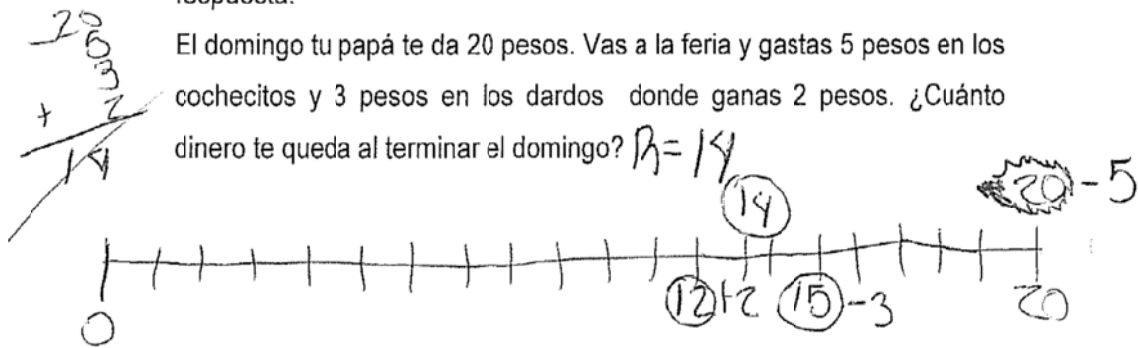 respuesta.
El domingo tu papá te da 20 pesos. Vas a la feria y gastas 5 pesos en los
cochecitos y 3 pesos en los dardos donde ganas 2 pesos. ¿Cuánto
dinero te queda al terminar el domingo? R=14
20
5
3
+ 2
14
14
20 - 5
12 +2 15 -3
0 20